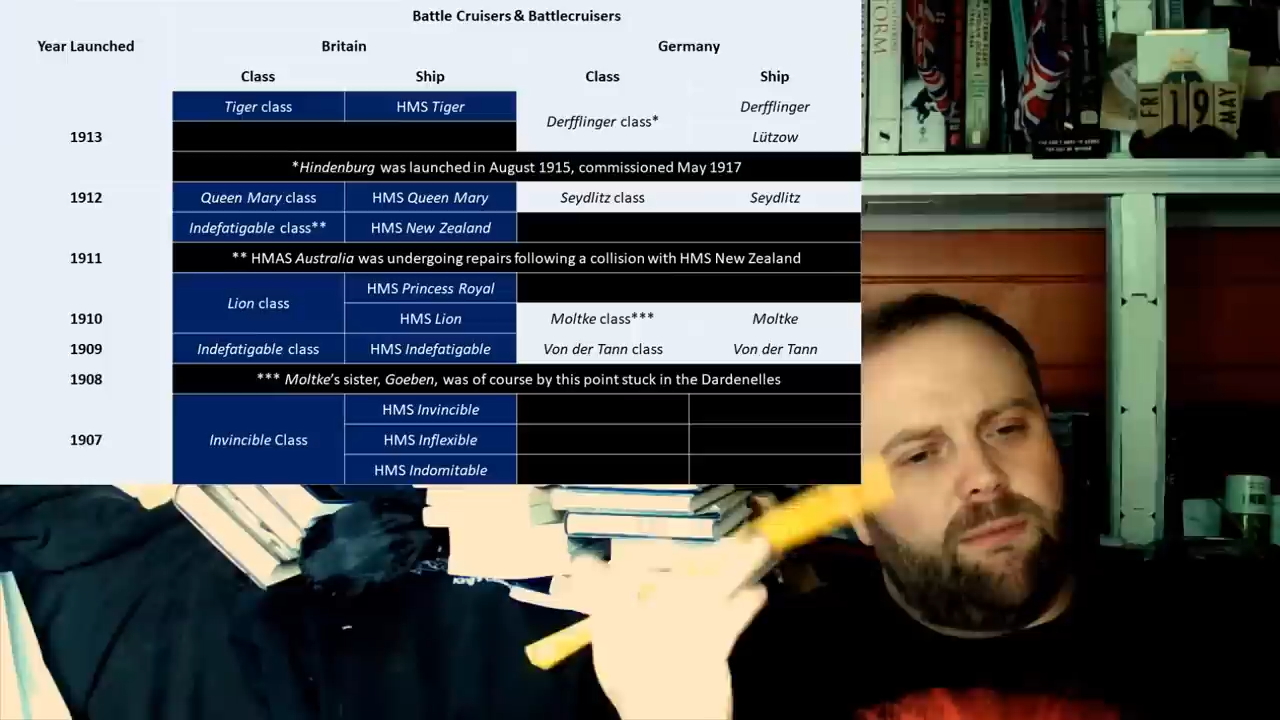 Battle Cruisers & Battlecruisers
Year Launched Britain Germany
Class Ship Class Ship
Tiger class HMS Tiger Derfflinger
Derfflinger class*
1913 Lützow
*Hindenburg was launched in August 1915, commissioned May 1917
1912 Queen Mary class HMS Queen Mary Seydlitz class Seydlitz
Indefatigable class** HMS New Zealand
1911 ** HMAS Australia was undergoing repairs following a collision with HMS New Zealand
Lion class HMS Princess Royal
1910 HMS Lion Moltke class*** Moltke
1909 Indefatigable class HMS Indefatigable Von der Tann class Von der Tann
1908 *** Moltke's sister, Goeben, was of course by this point stuck in the Dardenelles
HMS Invincible
1907 Invincible Class HMS Inflexible
HMS Indomitable
FRI 19 MAY